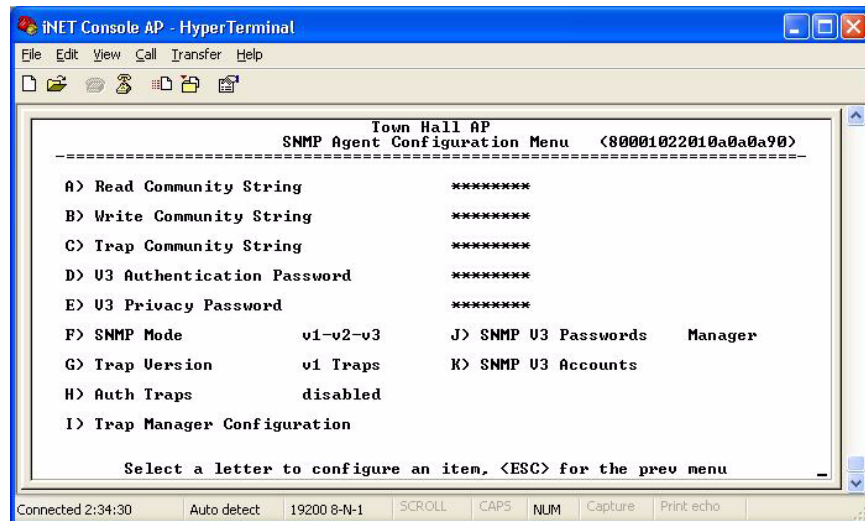 iNET Console AP - HyperTerminal
File Edit View Call Transfer Help
Town Hall AP
SNMP Agent Configuration Menu <80001022010a0a0a90>
-==========================================================================-
A> Read Community String ********
B> Write Community String ********
C> Trap Community String ********
D> V3 Authentication Password ********
E> V3 Privacy Password ********
F> SNMP Mode v1-v2-v3 J> SNMP V3 Passwords Manager
G> Trap Version v1 Traps K> SNMP V3 Accounts
H> Auth Traps disabled
I> Trap Manager Configuration
Select a letter to configure an item, <ESC> for the prev menu _
Connected 2:34:30 Auto detect 19200 8-N-1 SCROLL CAPS NUM Capture Print echo